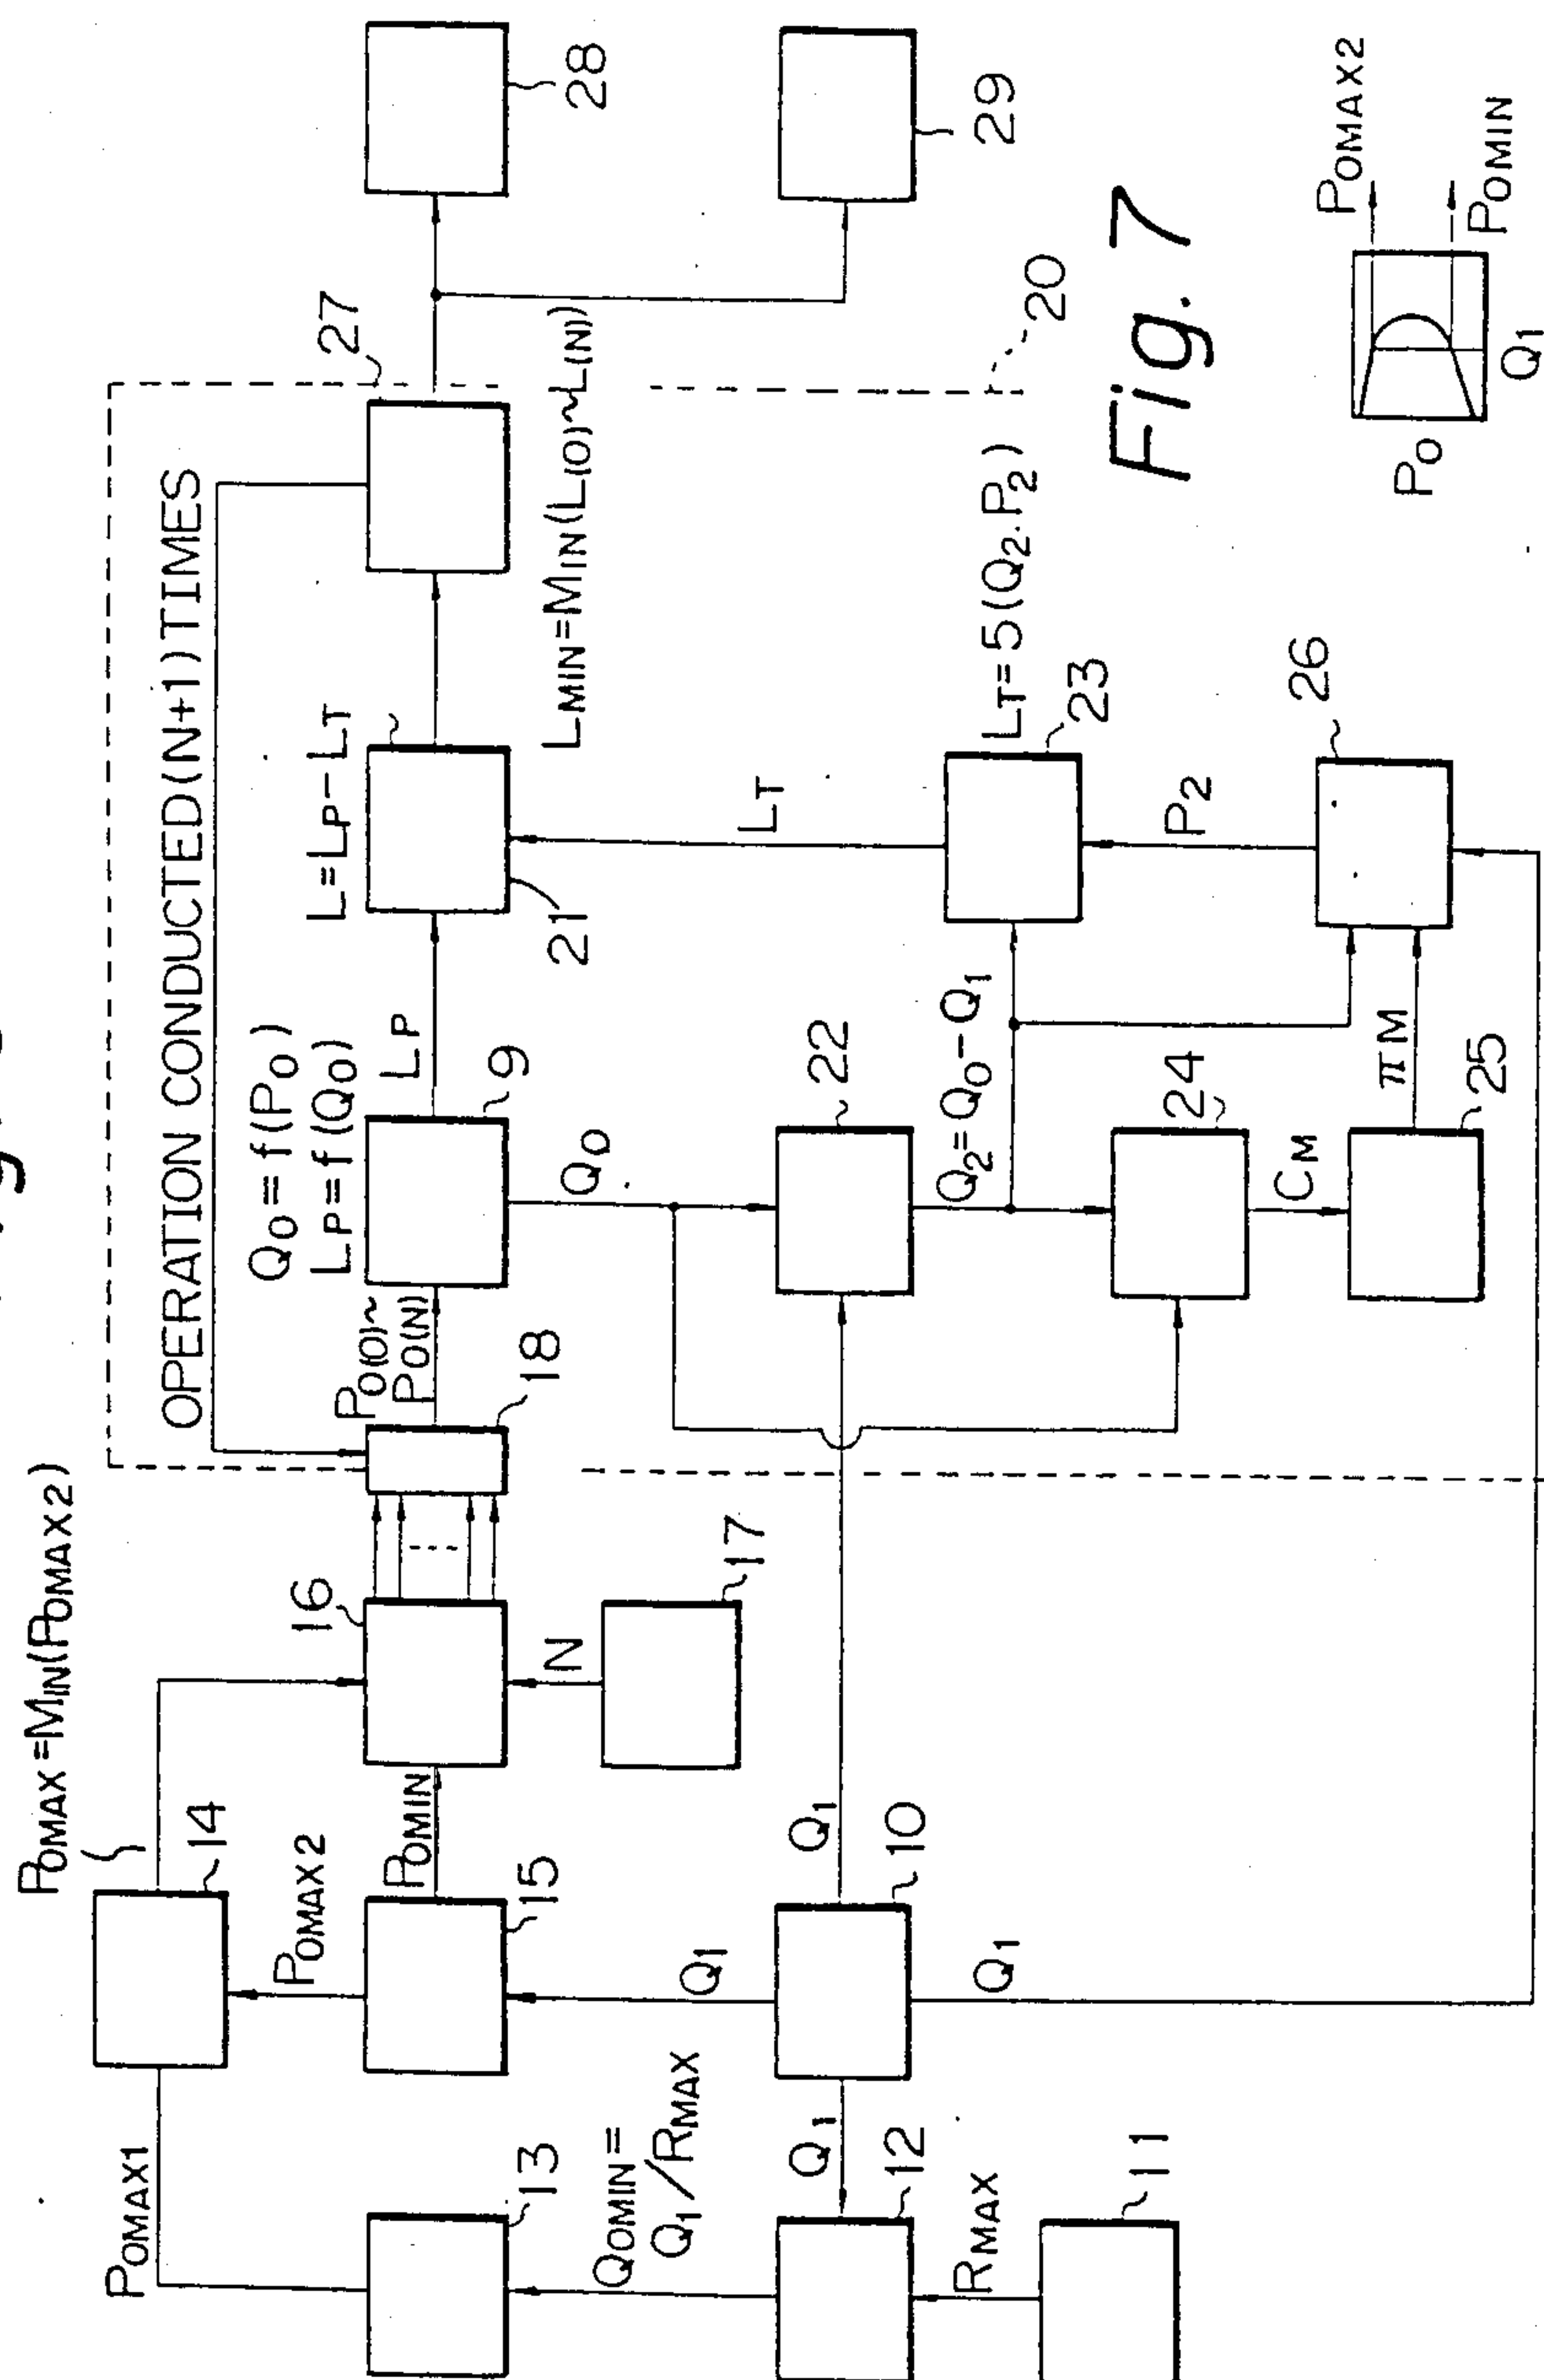 P0MAX=MIN(P0MAX2)
14
P0MAX1
P0MAX2
13
15
P0MIN
16
N
17
Q0MIN=
Q1/RMAX
12
RMAX
11
Q1
Q1
Q1
Q1
10
OPERATION CONDUCTED (N+1) TIMES
P0(0)~
P0(N)
18
Q0=f(P0)
LP=f(Q0)
LP
9
Q0
L=LP-LT
21
LT
27
LMIN=MIN(L(0)~L(N))
28
29
20
22
Q2=Q0-Q1
24
CM
25
πM
LT=5(Q2.P2)
23
P2
26
Fig. 7
P0
Q1
P0MAX2
P0MIN